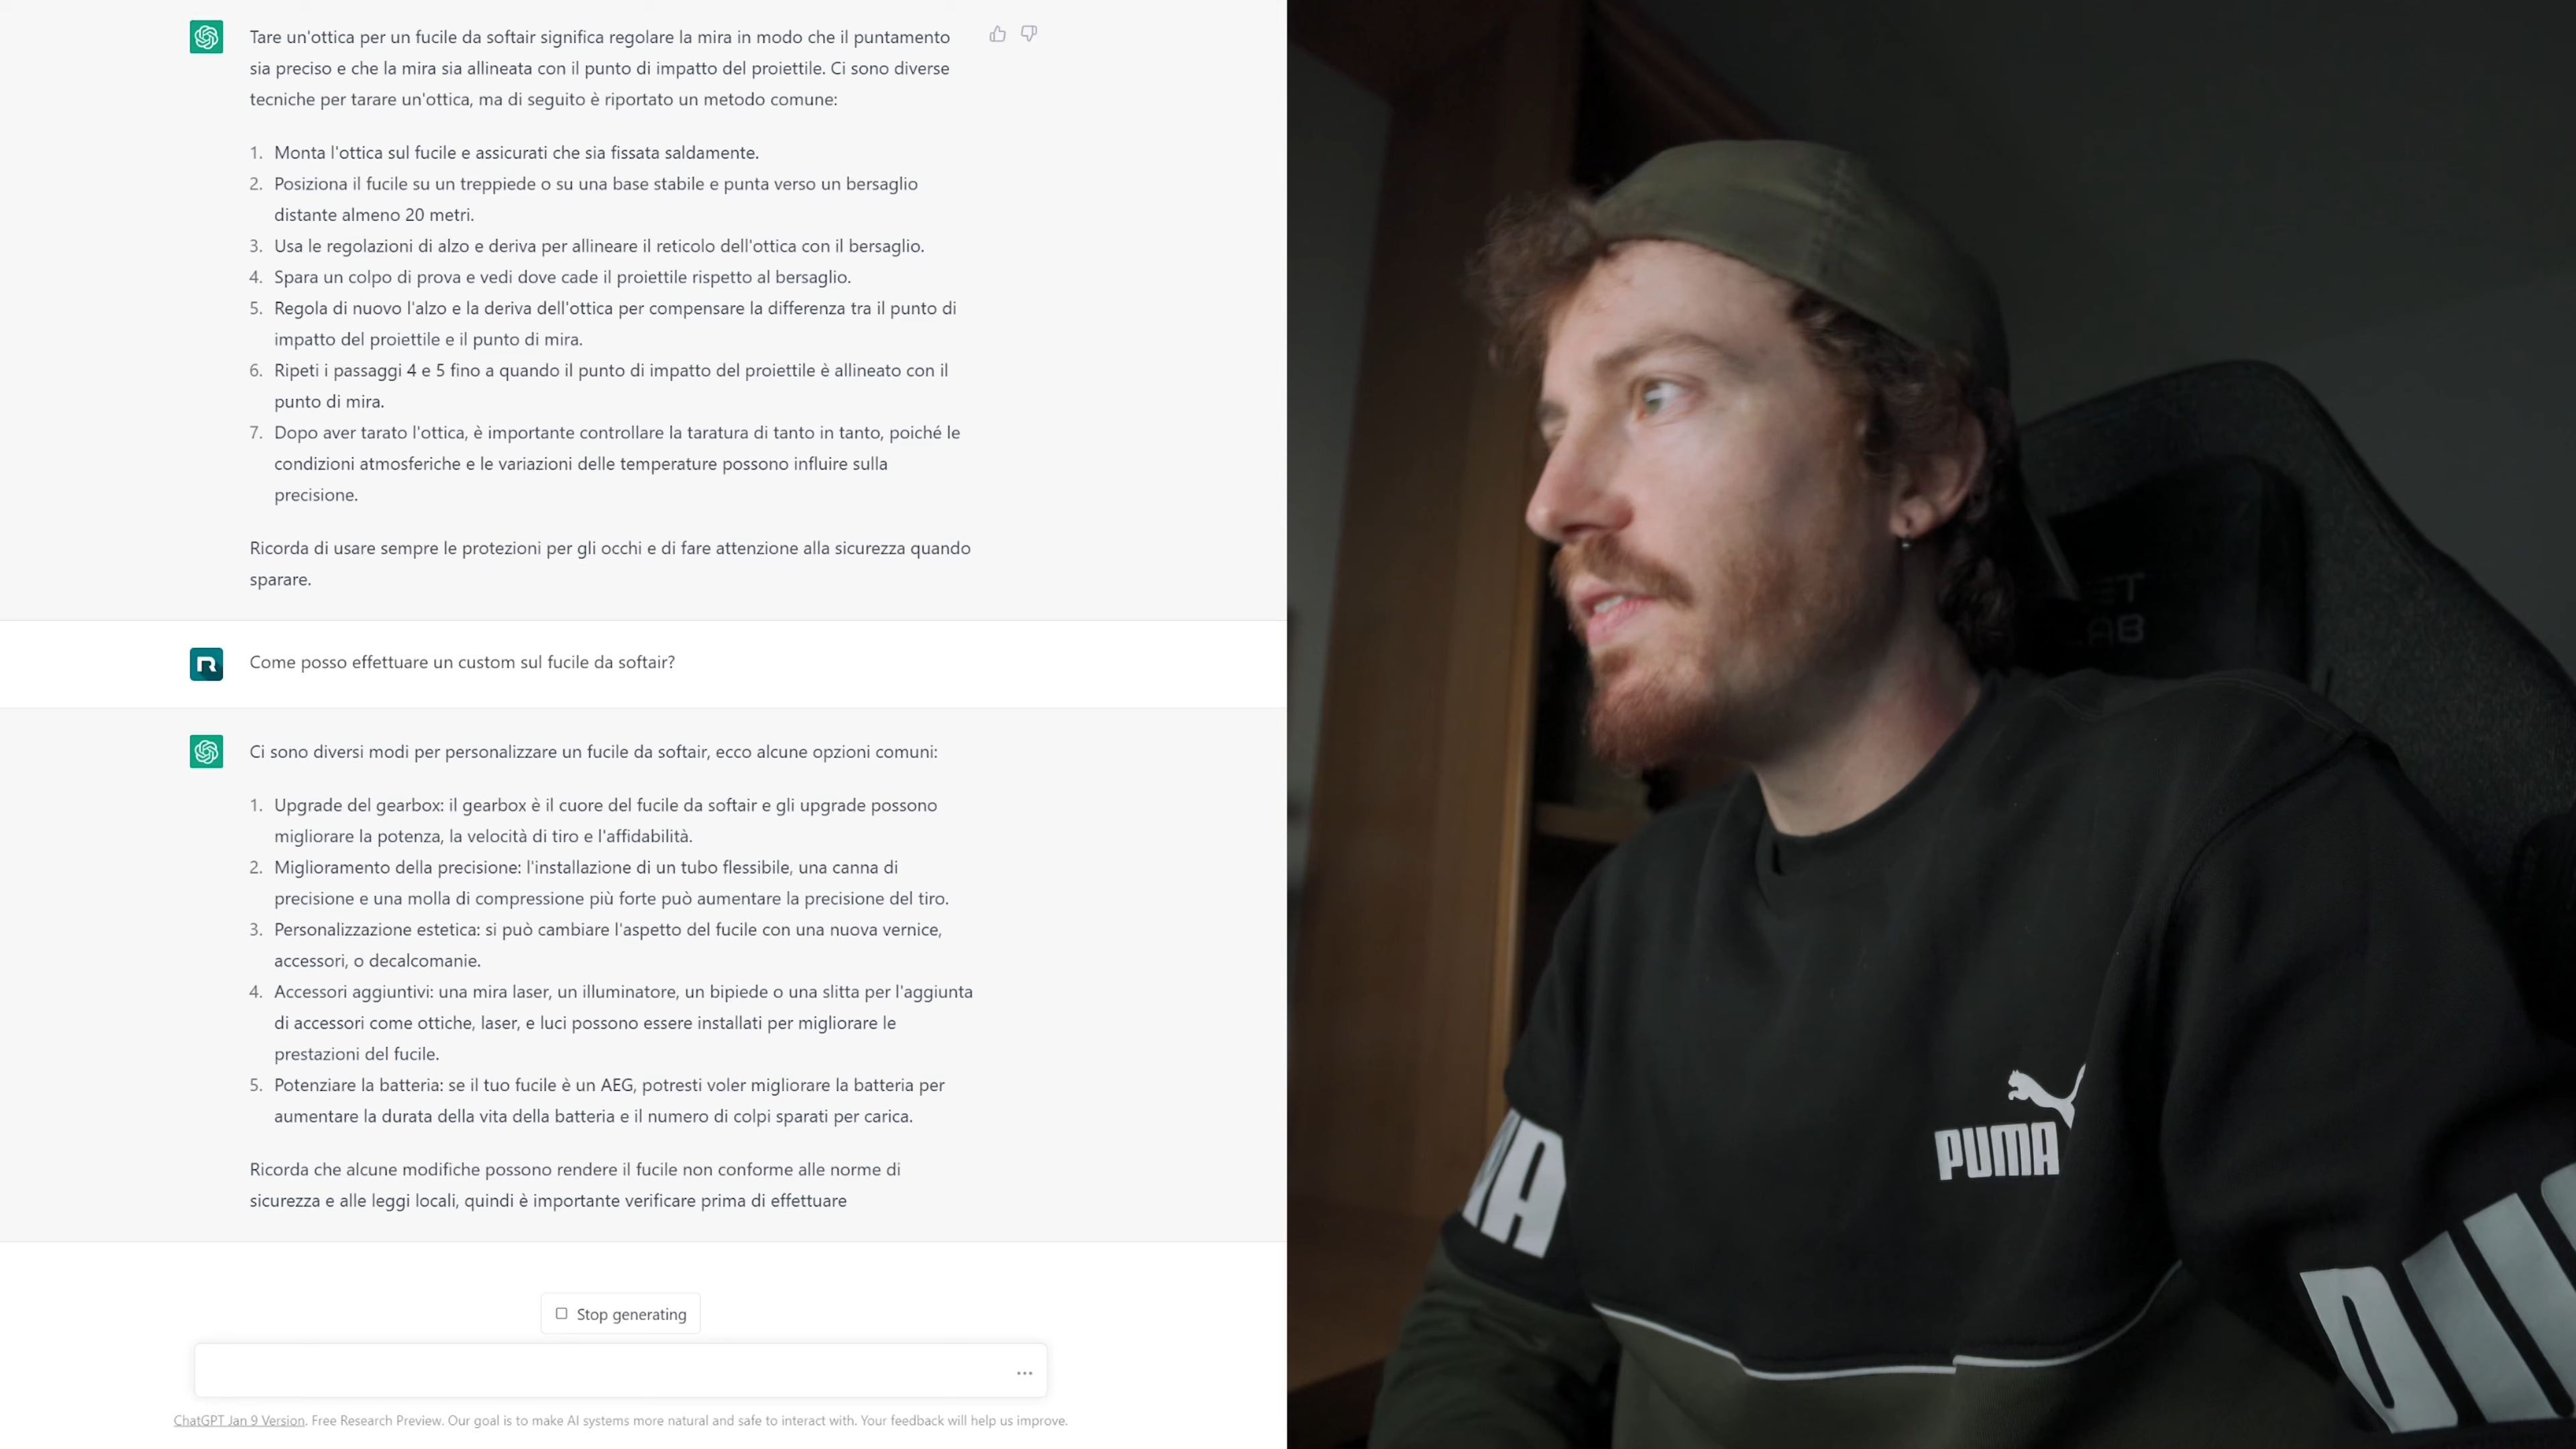 Tare un'ottica per un fucile da softair significa regolare la mira in modo che il puntamento
sia preciso e che la mira sia allineata con il punto di impatto del proiettile. Ci sono diverse
tecniche per tarare un'ottica, ma di seguito è riportato un metodo comune:
1. Monta l'ottica sul fucile e assicurati che sia fissata saldamente.
2. Posiziona il fucile su un treppiede o su una base stabile e punta verso un bersaglio
distante almeno 20 metri.
3. Usa le regolazioni di alzo e deriva per allineare il reticolo dell'ottica con il bersaglio.
4. Spara un colpo di prova e vedi dove cade il proiettile rispetto al bersaglio.
5. Regola di nuovo l'alzo e la deriva dell'ottica per compensare la differenza tra il punto di
impatto del proiettile e il punto di mira.
6. Ripeti i passaggi 4 e 5 fino a quando il punto di impatto del proiettile è allineato con il
punto di mira.
7. Dopo aver tarato l'ottica, è importante controllare la taratura di tanto in tanto, poiché le
condizioni atmosferiche e le variazioni delle temperature possono influire sulla
precisione.
Ricorda di usare sempre le protezioni per gli occhi e di fare attenzione alla sicurezza quando
sparare.
Come posso effettuare un custom sul fucile da softair?
Ci sono diversi modi per personalizzare un fucile da softair, ecco alcune opzioni comuni:
1. Upgrade del gearbox: il gearbox è il cuore del fucile da softair e gli upgrade possono
migliorare la potenza, la velocità di tiro e l'affidabilità.
2. Miglioramento della precisione: l'installazione di un tubo flessibile, una canna di
precisione e una molla di compressione più forte può aumentare la precisione del tiro.
3. Personalizzazione estetica: si può cambiare l'aspetto del fucile con una nuova vernice,
accessori, o decalcomanie.
4. Accessori aggiuntivi: una mira laser, un illuminatore, un bipiede o una slitta per l'aggiunta
di accessori come ottiche, laser, e luci possono essere installati per migliorare le
prestazioni del fucile.
5. Potenziare la batteria: se il tuo fucile è un AEG, potresti voler migliorare la batteria per
aumentare la durata della vita della batteria e il numero di colpi sparati per carica.
Ricorda che alcune modifiche possono rendere il fucile non conforme alle norme di
sicurezza e alle leggi locali, quindi è importante verificare prima di effettuare
Stop generating
ChatGPT Jan 9 Version. Free Research Preview. Our goal is to make AI systems more natural and safe to interact with. Your feedback will help us improve.
PUMA